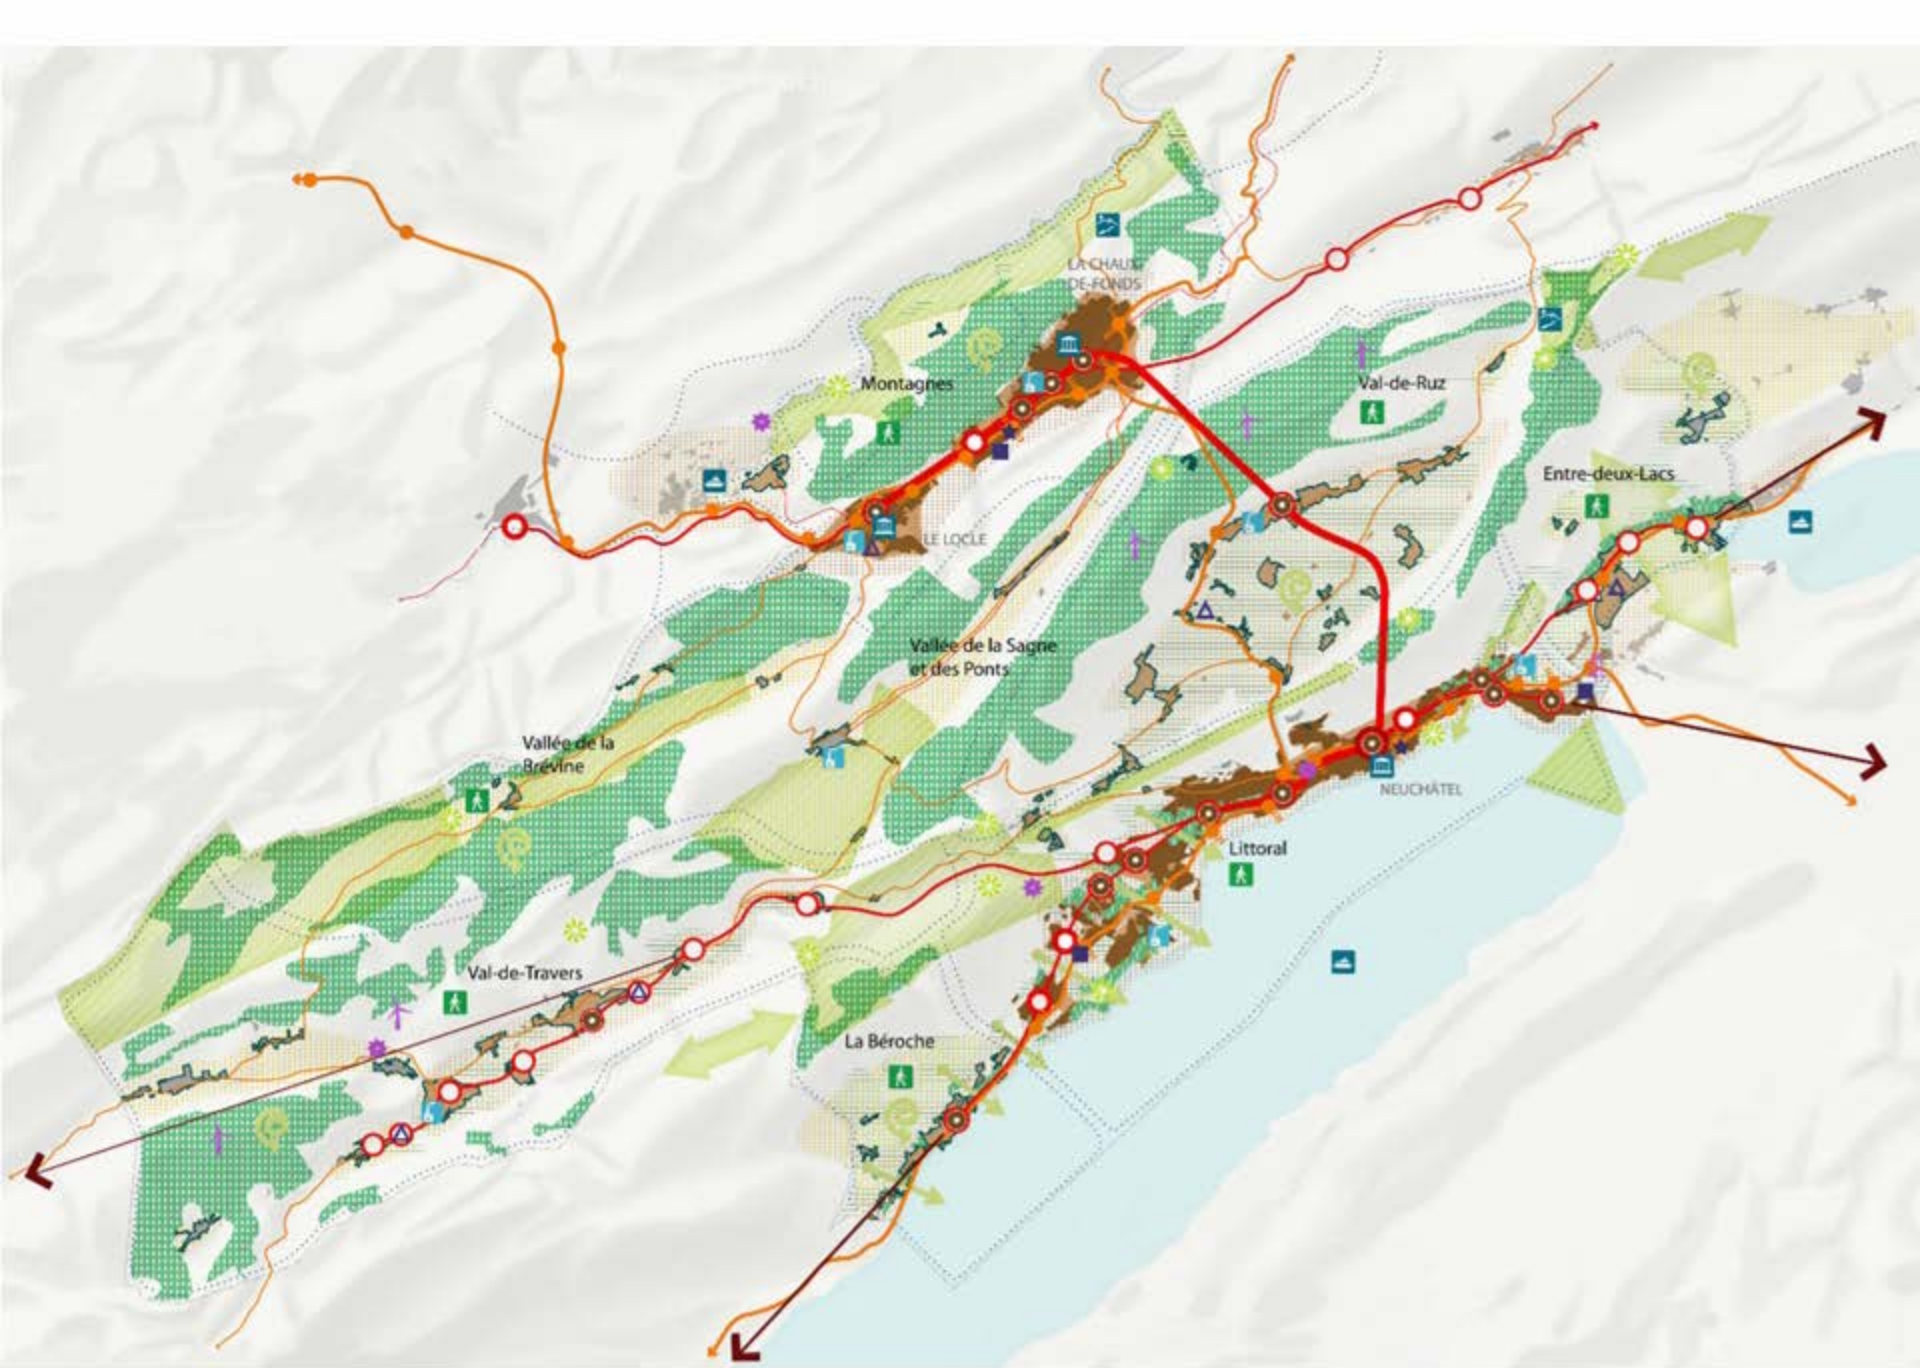 LA CHAUX-
DE-FONDS
Montagnes
Val-de-Ruz
Entre-deux-Lacs
LE LOCLE
Vallée de la Sagne
et des Ponts
Vallée de la
Brévine
NEUCHÂTEL
Littoral
Val-de-Travers
La Béroche